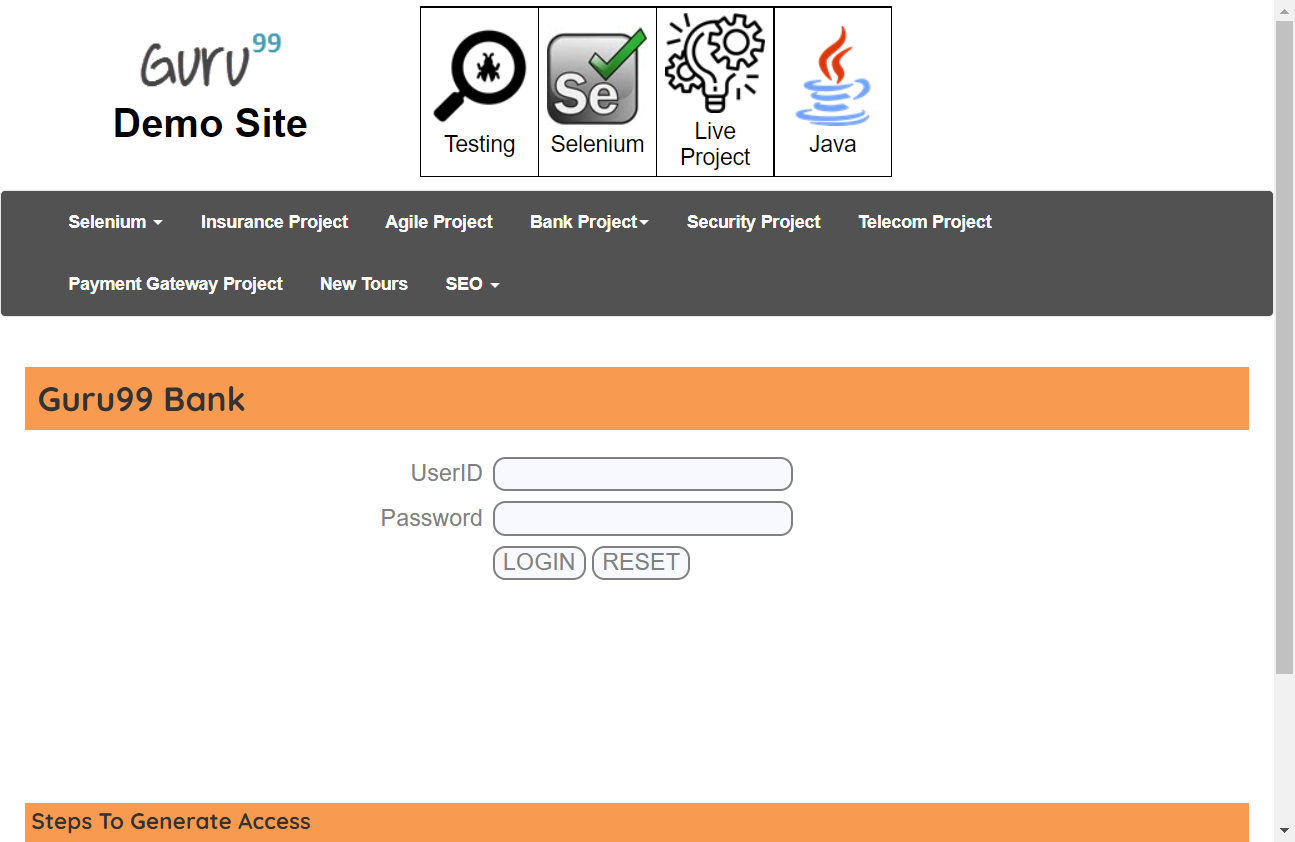 Guru99
Demo Site
Testing
Se
Selenium
Live
Project
Java
Selenium
Insurance Project
Agile Project
Bank Project
Security Project
Telecom Project
Payment Gateway Project
New Tours
SEO
Guru99 Bank
UserID
Password
LOGIN RESET
Steps To Generate Access